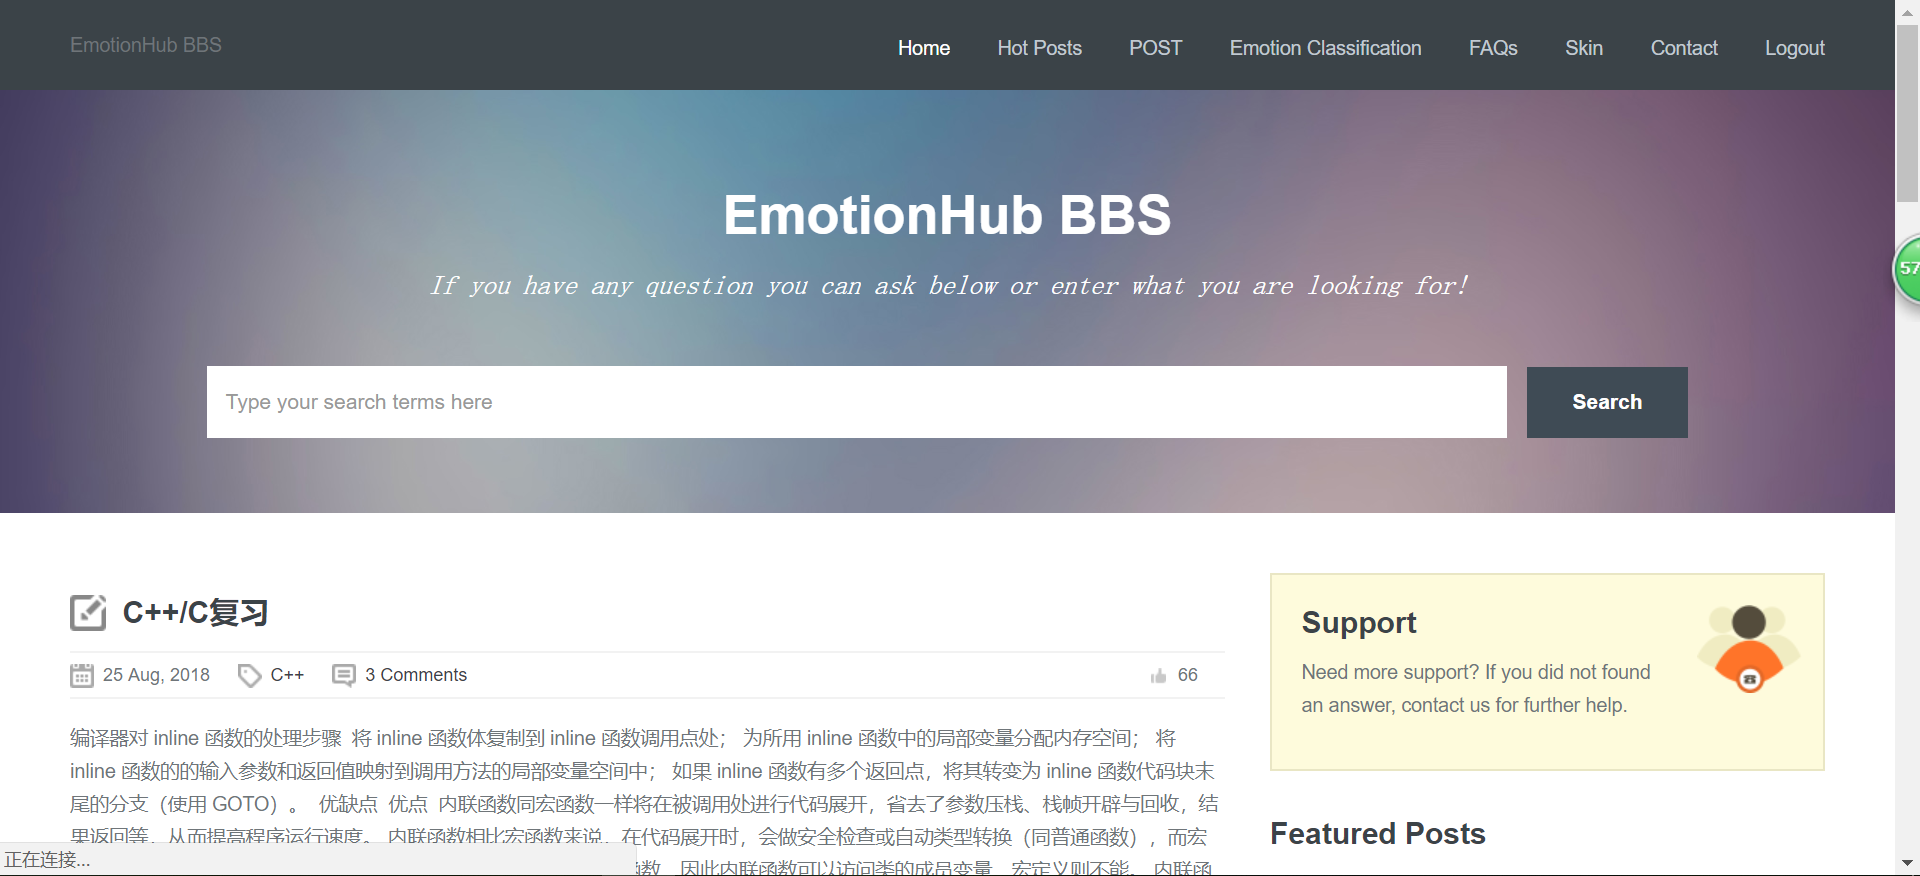 EmotionHub BBS
Home Hot Posts POST Emotion Classification FAQs Skin Contact Logout
EmotionHub BBS
If you have any question you can ask below or enter what you are looking for!
Type your search terms here
Search
57
C++/C复习
25 Aug, 2018 C++ 3 Comments 66
编译器对 inline 函数的处理步骤 将 inline 函数体复制到 inline 函数调用点处； 为所用 inline 函数中的局部变量分配内存空间； 将
inline 函数的的输入参数和返回值映射到调用方法的局部变量空间中； 如果 inline 函数有多个返回点，将其转变为 inline 函数代码块末
尾的分支（使用 GOTO）。 优缺点 优点 内联函数同宏函数一样将在被调用处进行代码展开，省去了参数压栈、栈帧开辟与回收，结
果返回等，从而提高程序运行速度。 内联函数相比宏函数来说，在代码展开时，会做安全检查或自动类型转换（同普通函数），而宏
函数，因此内联函数可以访问类的成员变量，宏定义则不能。 内联函
正在连接...
Support
Need more support? If you did not found
an answer, contact us for further help.
Featured Posts